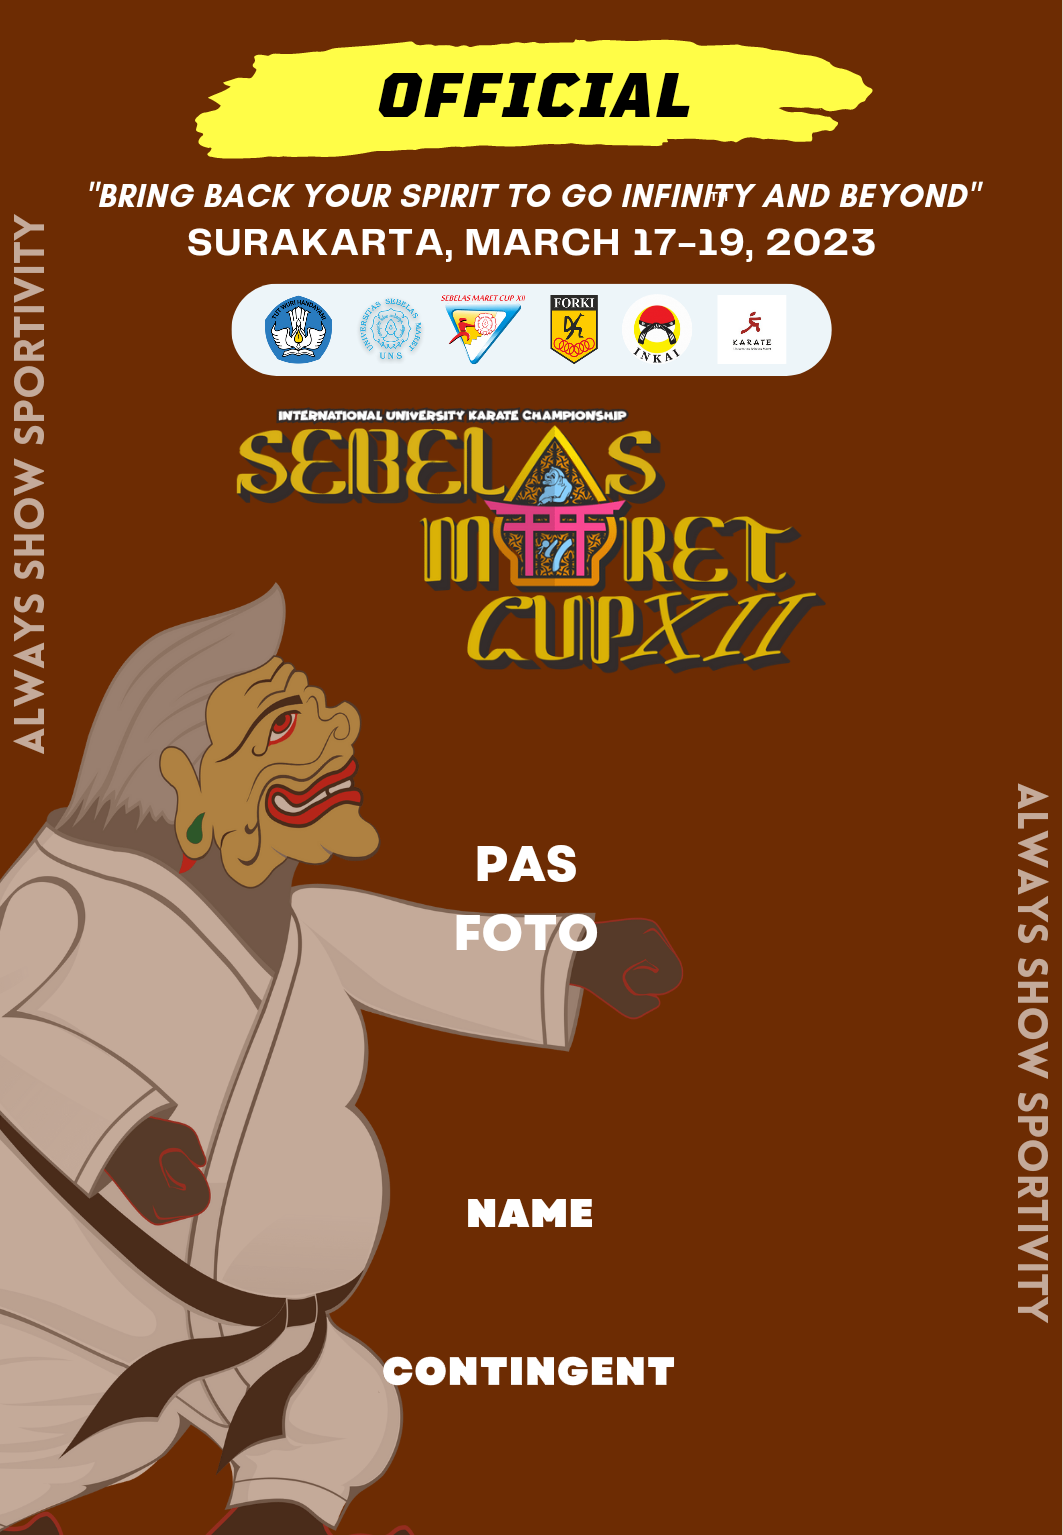 OFFICIAL
"BRING BACK YOUR SPIRIT TO GO INFINITY AND BEYOND"
SURAKARTA, MARCH 17-19, 2023
TUT WURI HANDAYANI
UNIVERSITAS SEBELAS MARET
UNS
SEBELAS MARET CUP XII
FORKI
INKAI
KARATE
INTERNATIONAL UNIVERSITY KARATE CHAMPIONSHIP
SEBELAS
MARET
CUP XII
ALWAYS SHOW SPORTIVITY
PAS
FOTO
NAME
CONTINGENT
ALWAYS SHOW SPORTIVITY